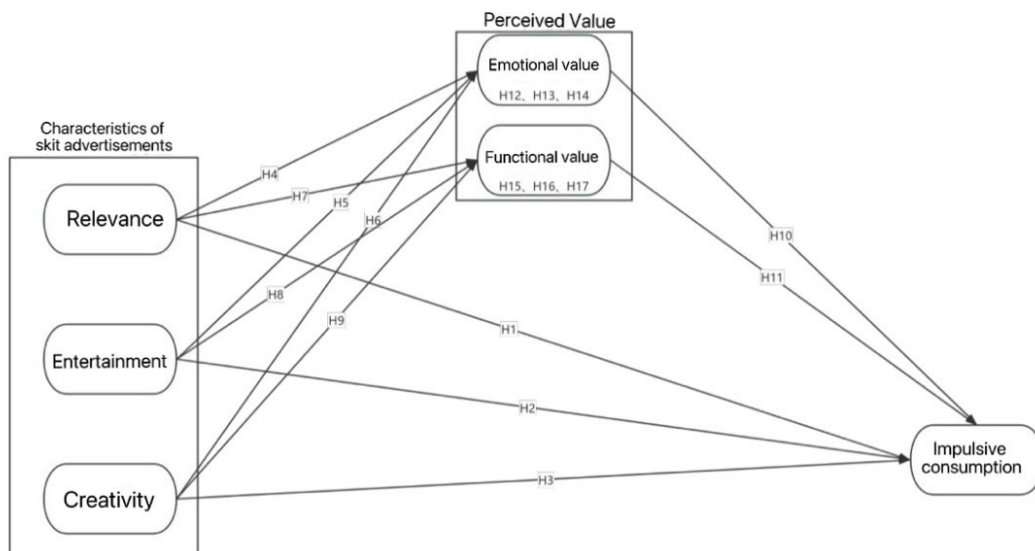 Perceived Value
Emotional value
H12、H13、H14
Functional value
H15、H16、H17
Characteristics of
skit advertisements
Relevance
Entertainment
Creativity
H4
H7
H5
H6
H8
H9
H1
H2
H3
H10
H11
Impulsive
consumption